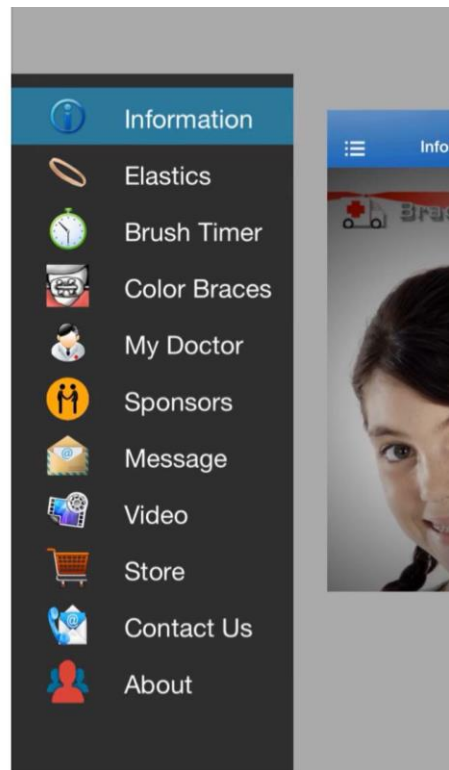 Information
Elastics
Brush Timer
Color Braces
My Doctor
Sponsors
Message
Video
Store
Contact Us
About
Info